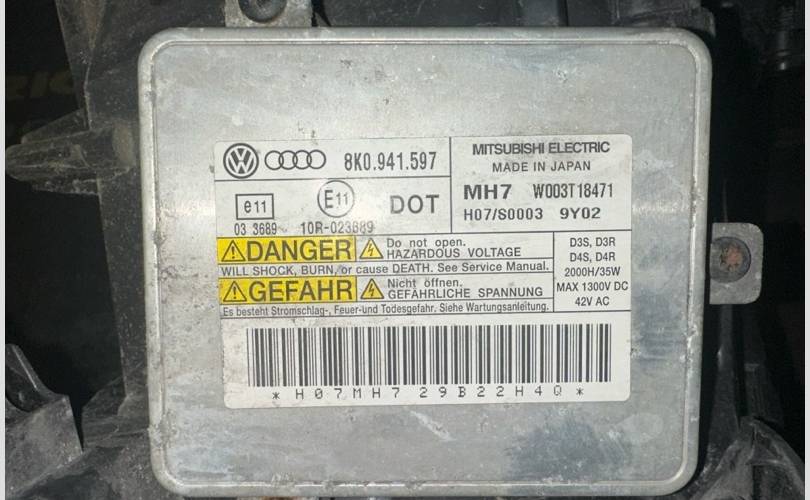 8K0.941.597
MITSUBISHI ELECTRIC
MADE IN JAPAN
MH7 W003T18471
H07/S0003 9Y02
e11 E11 DOT
03 3689 10R-023689
DANGER Do not open.
HAZARDOUS VOLTAGE
WILL SHOCK, BURN, or cause DEATH. See Service Manual.
GEFAHR Nicht öffnen.
GEFÄHRLICHE SPANNUNG
Es besteht Stromschlag-, Feuer-und Todesgefahr. Siehe Wartungsanleitung.
D3S, D3R
D4S, D4R
2000H/35W
MAX 1300V DC
42V AC
* H 0 7 M H 7 2 9 B 2 2 H 4 Q *